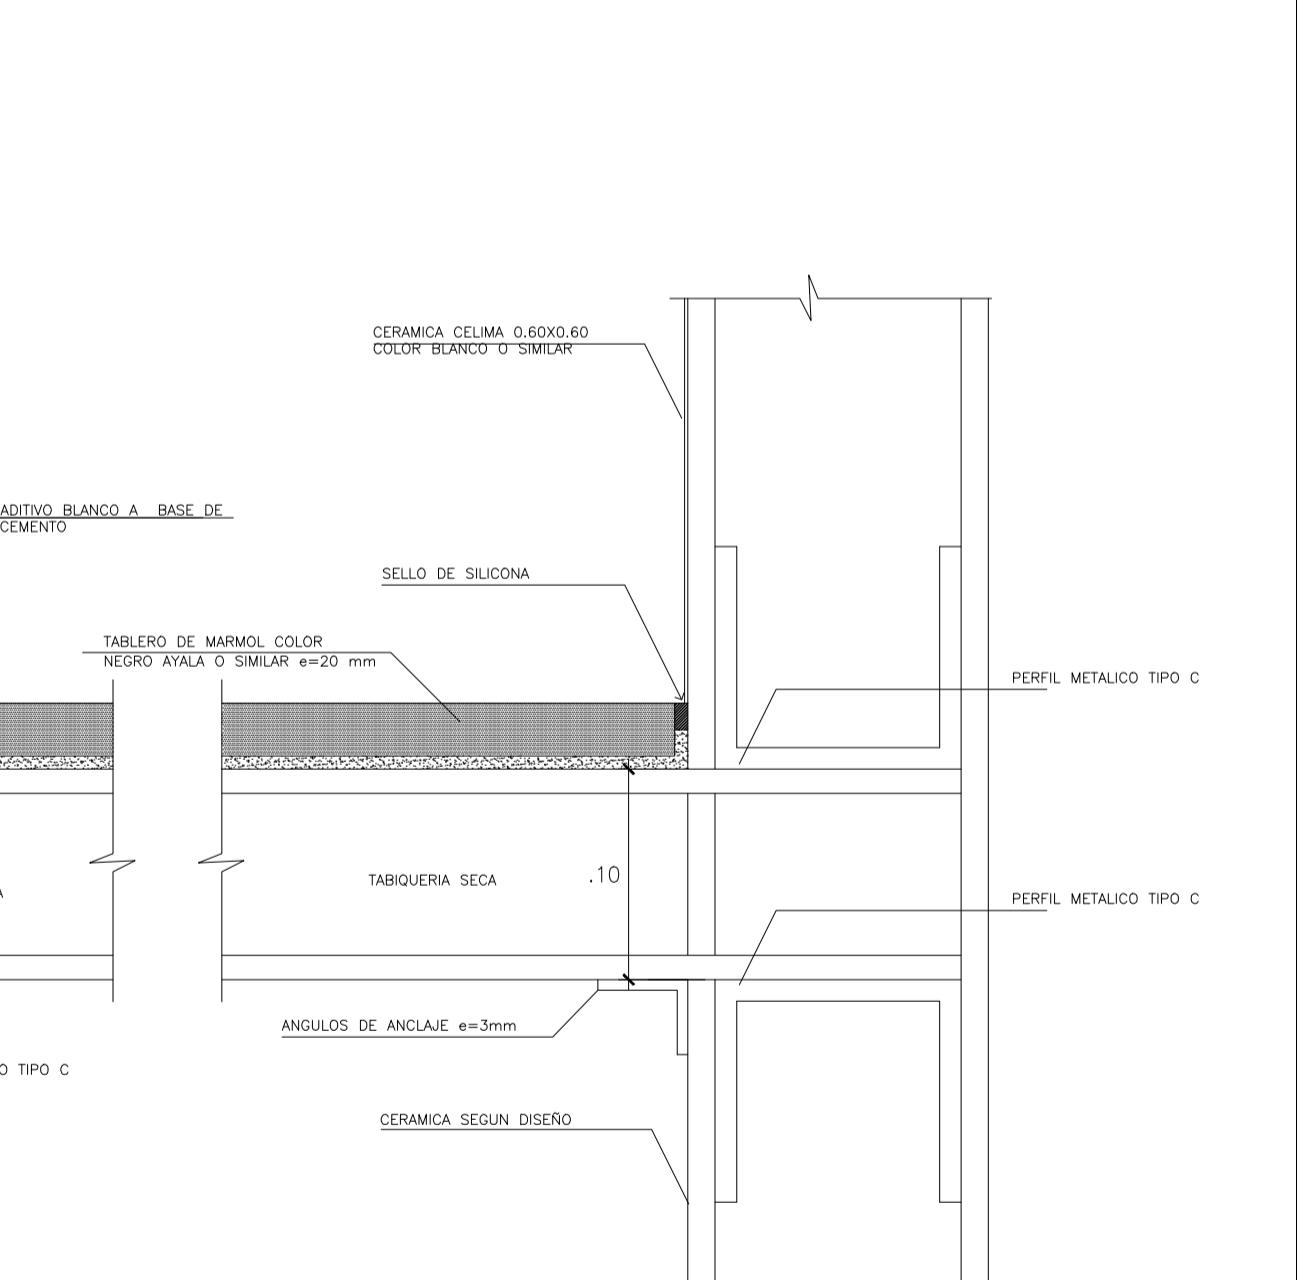 CERAMICA CELIMA 0.60X0.60
COLOR BLANCO O SIMILAR
ADITIVO BLANCO A BASE DE
CEMENTO
SELLO DE SILICONA
TABLERO DE MARMOL COLOR
NEGRO AYALA O SIMILAR e=20 mm
PERFIL METALICO TIPO C
TABIQUERIA SECA
.10
A
PERFIL METALICO TIPO C
ANGULOS DE ANCLAJE e=3mm
O TIPO C
CERAMICA SEGUN DISEÑO